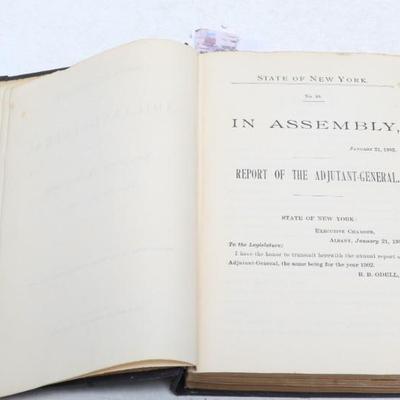 STATE OF NEW YORK.
IN ASSEMBLY,
JANUARY 21, 1902.
REPORT OF THE ADJUTANT-GENERAL.
STATE OF NEW YORK:
EXECUTIVE CHAMBER,
ALBANY, January 21, 190
To the Legislature:
I have the honor to transmit herewith the annual report o
Adjutant-General, the same being for the year 1902.
B. B. ODELL,